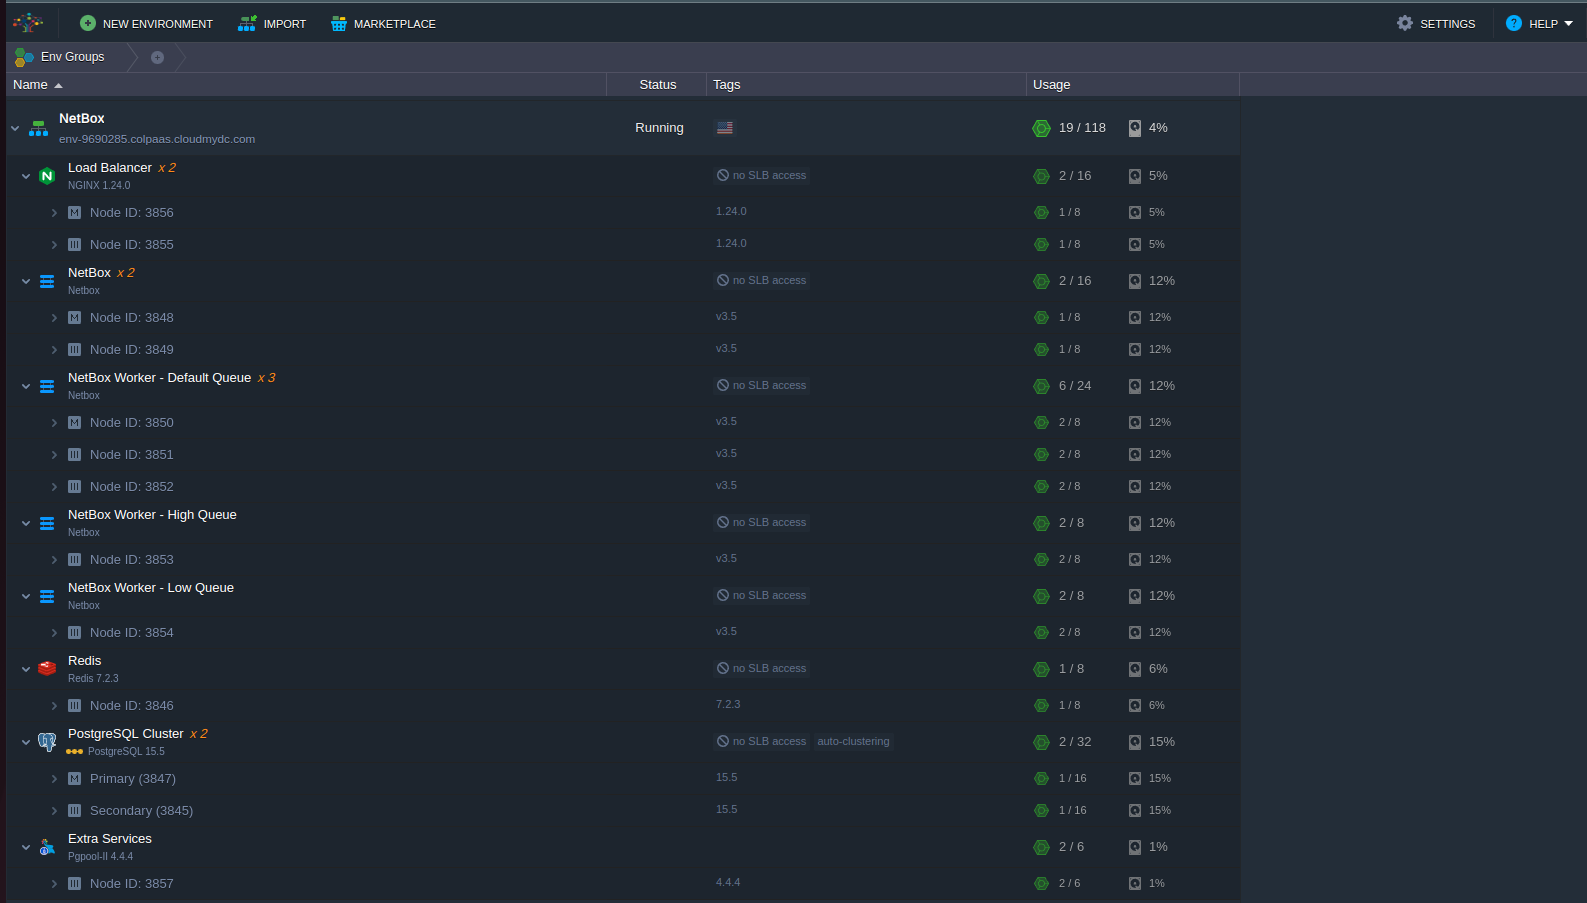 NEW ENVIRONMENT IMPORT MARKETPLACE SETTINGS ? HELP
Env Groups
Name Status Tags Usage
NetBox
env-9690285.colpaas.cloudmydc.com
Running 19 / 118 4%
Load Balancer x 2
NGINX 1.24.0
no SLB access 2 / 16 5%
M Node ID: 3856 1.24.0 1 / 8 5%
Node ID: 3855 1.24.0 1 / 8 5%
NetBox x 2
Netbox
no SLB access 2 / 16 12%
M Node ID: 3848 v3.5 1 / 8 12%
Node ID: 3849 v3.5 1 / 8 12%
NetBox Worker - Default Queue x 3
Netbox
no SLB access 6 / 24 12%
M Node ID: 3850 v3.5 2 / 8 12%
Node ID: 3851 v3.5 2 / 8 12%
Node ID: 3852 v3.5 2 / 8 12%
NetBox Worker - High Queue
Netbox
no SLB access 2 / 8 12%
Node ID: 3853 v3.5 2 / 8 12%
NetBox Worker - Low Queue
Netbox
no SLB access 2 / 8 12%
Node ID: 3854 v3.5 2 / 8 12%
Redis
Redis 7.2.3
no SLB access 1 / 8 6%
Node ID: 3846 7.2.3 1 / 8 6%
PostgreSQL Cluster x 2
PostgreSQL 15.5
no SLB access auto-clustering 2 / 32 15%
M Primary (3847) 15.5 1 / 16 15%
Secondary (3845) 15.5 1 / 16 15%
Extra Services
Pgpool-II 4.4.4
2 / 6 1%
Node ID: 3857 4.4.4 2 / 6 1%